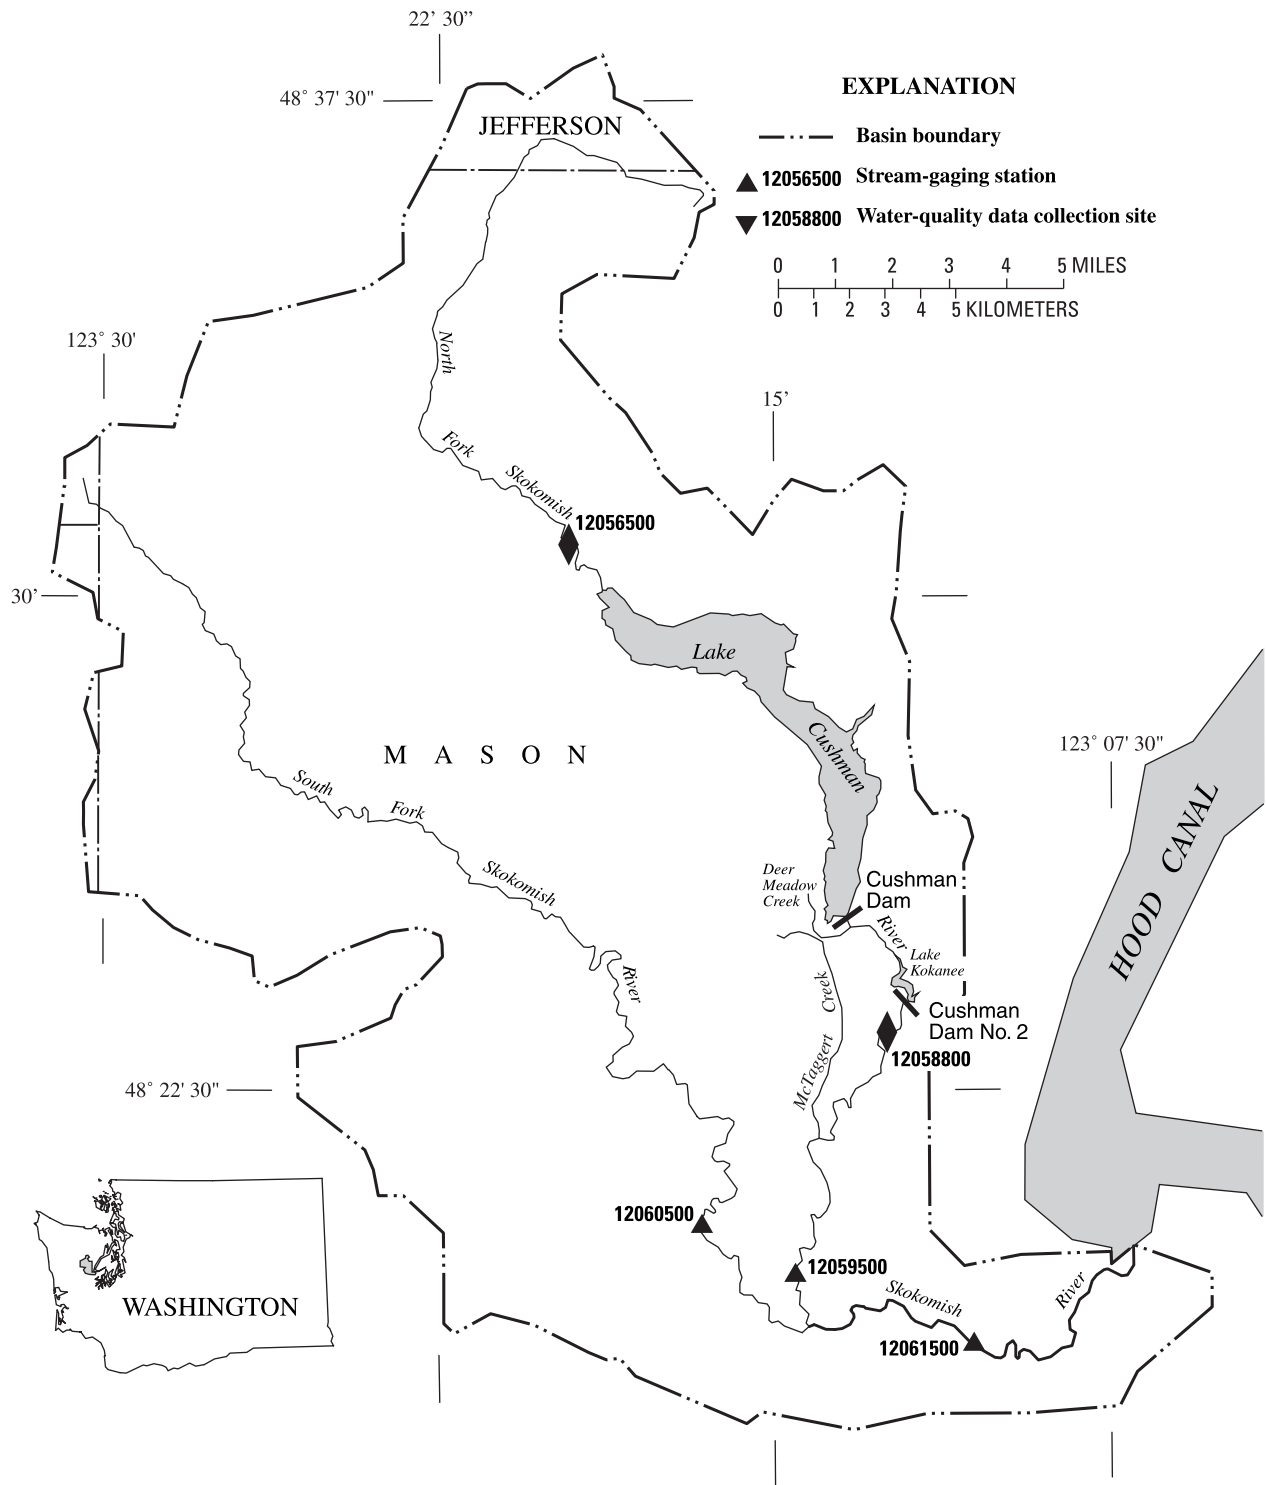 22' 30"
48° 37' 30"
JEFFERSON
EXPLANATION
Basin boundary
12056500 Stream-gaging station
12058800 Water-quality data collection site
0 1 2 3 4 5 MILES
0 1 2 3 4 5 KILOMETERS
123° 30'
North
15'
Fork
Skokomish
12056500
30'
Lake
Cushman
MASON
123° 07' 30"
South
Fork
Skokomish
River
HOOD CANAL
Deer
Meadow
Creek
Cushman
Dam
River
Lake
Kokanee
Creek
McTaggert
Cushman
Dam No. 2
12058800
48° 22' 30"
12060500
12059500
WASHINGTON
Skokomish
River
12061500